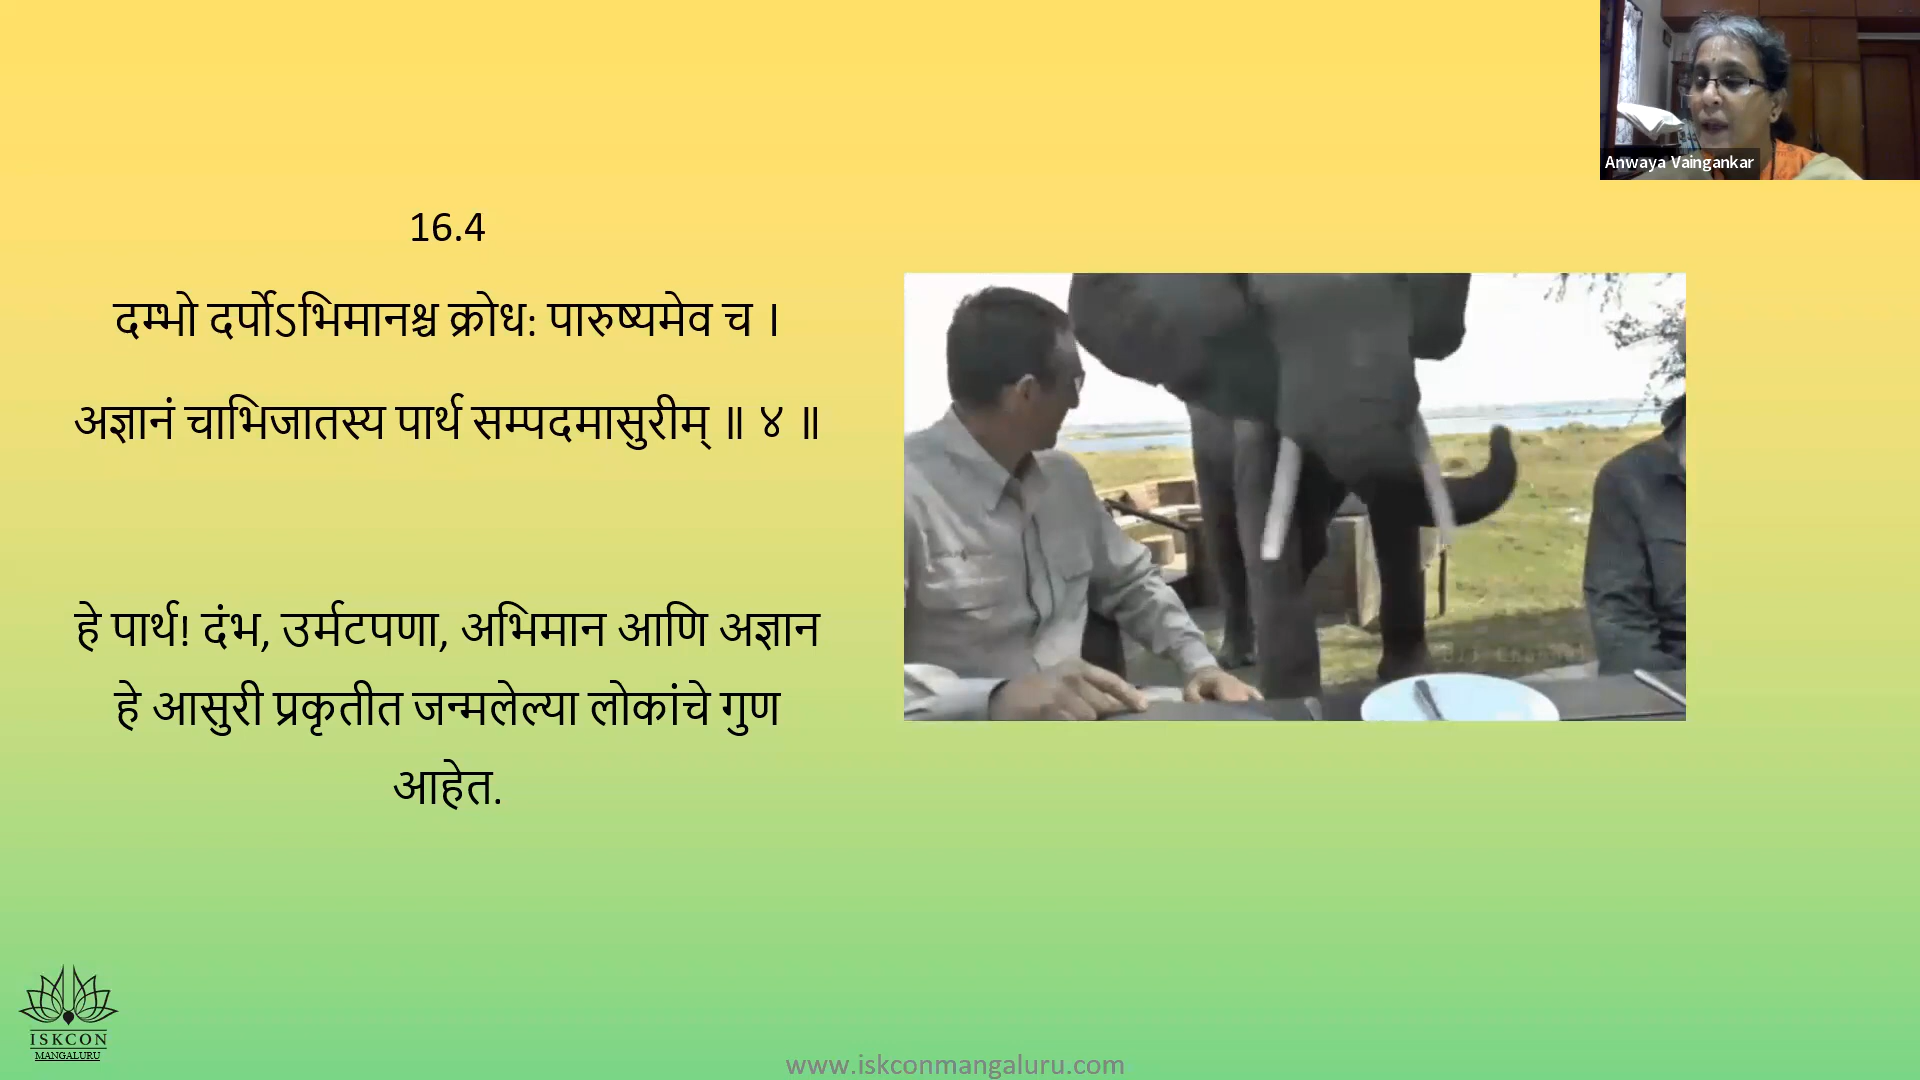 Anwaya Vaingankar
16.4
दम्भो दर्पोऽभिमानश्च क्रोधः पारुष्यमेव च ।
अज्ञानं चाभिजातस्य पार्थ सम्पदमासुरीम् ॥ ४ ॥
हे पार्थ! दंभ, उर्मटपणा, अभिमान आणि अज्ञान
हे आसुरी प्रकृतीत जन्मलेल्या लोकांचे गुण
आहेत.
ISKCON
MANGALURU
www.iskconmangaluru.com